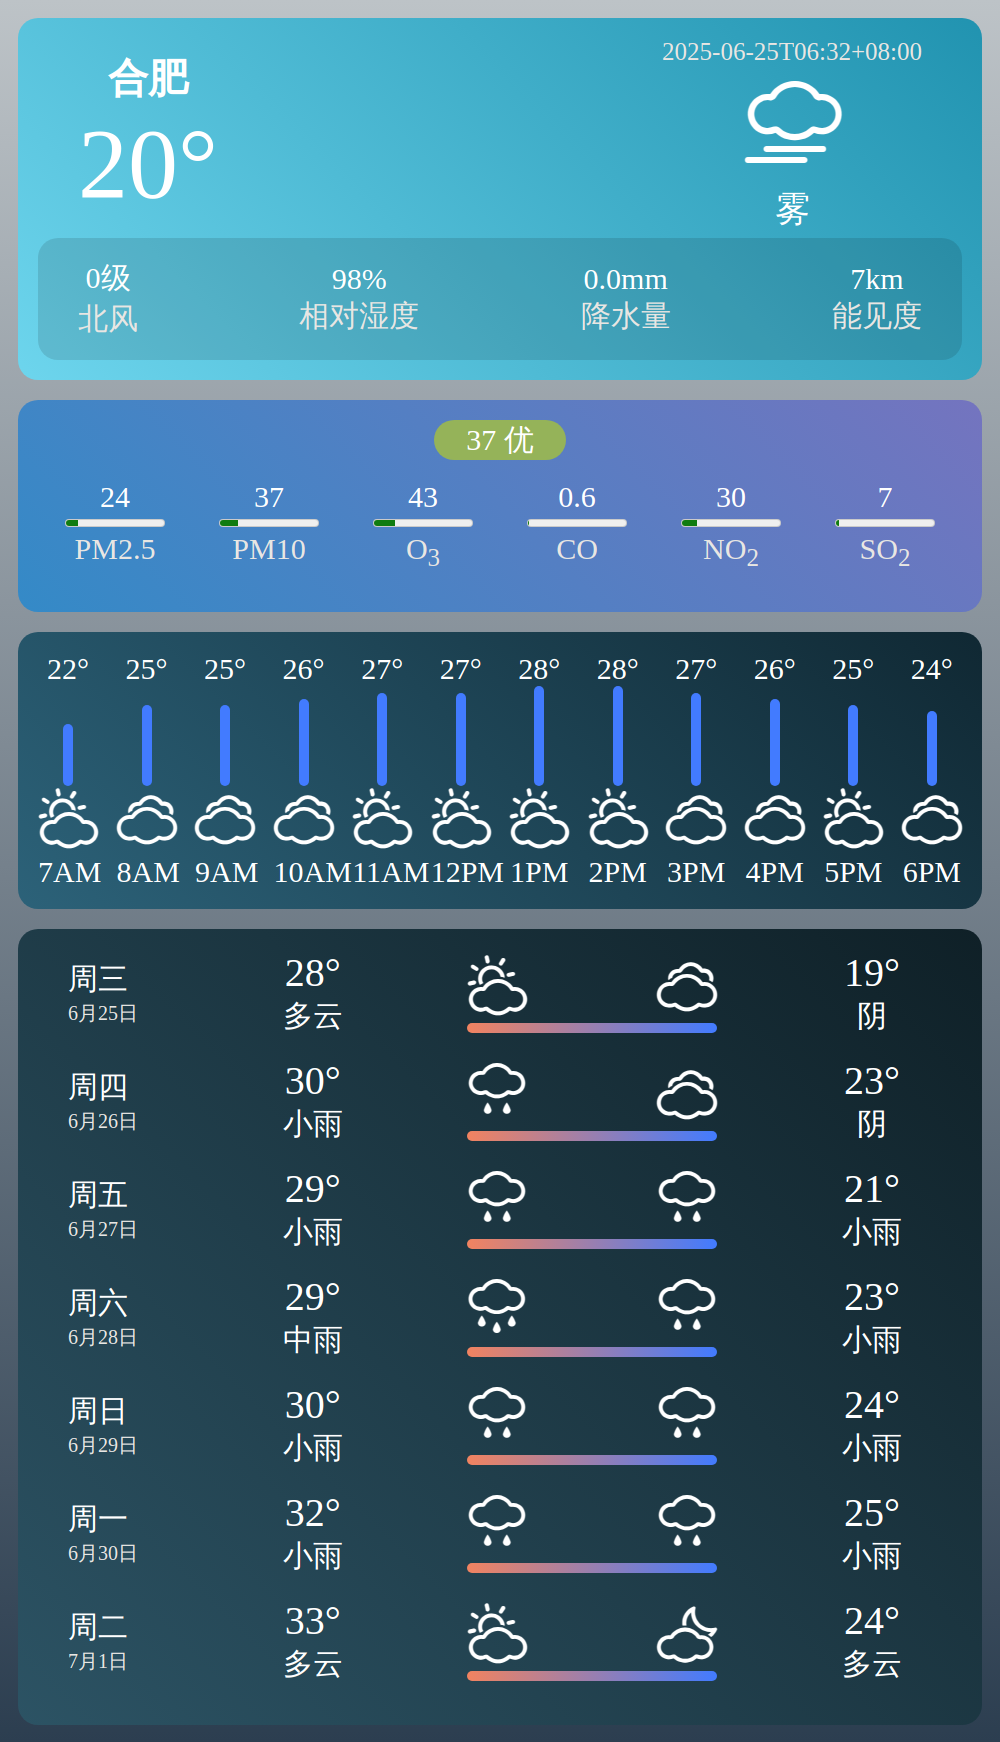 合肥
20°
2025-06-25T06:32+08:00
雾
0级 98% 0.0mm 7km
北风 相对湿度 降水量 能见度
37 优
24 37 43 0.6 30 7
PM2.5 PM10 O3 CO NO2 SO2
22° 25° 25° 26° 27° 27° 28° 28° 27° 26° 25° 24°
7AM 8AM 9AM 10AM 11AM 12PM 1PM 2PM 3PM 4PM 5PM 6PM
周三 28° 19°
6月25日 多云 阴
周四 30° 23°
6月26日 小雨 阴
周五 29° 21°
6月27日 小雨 小雨
周六 29° 23°
6月28日 中雨 小雨
周日 30° 24°
6月29日 小雨 小雨
周一 32° 25°
6月30日 小雨 小雨
周二 33° 24°
7月1日 多云 多云